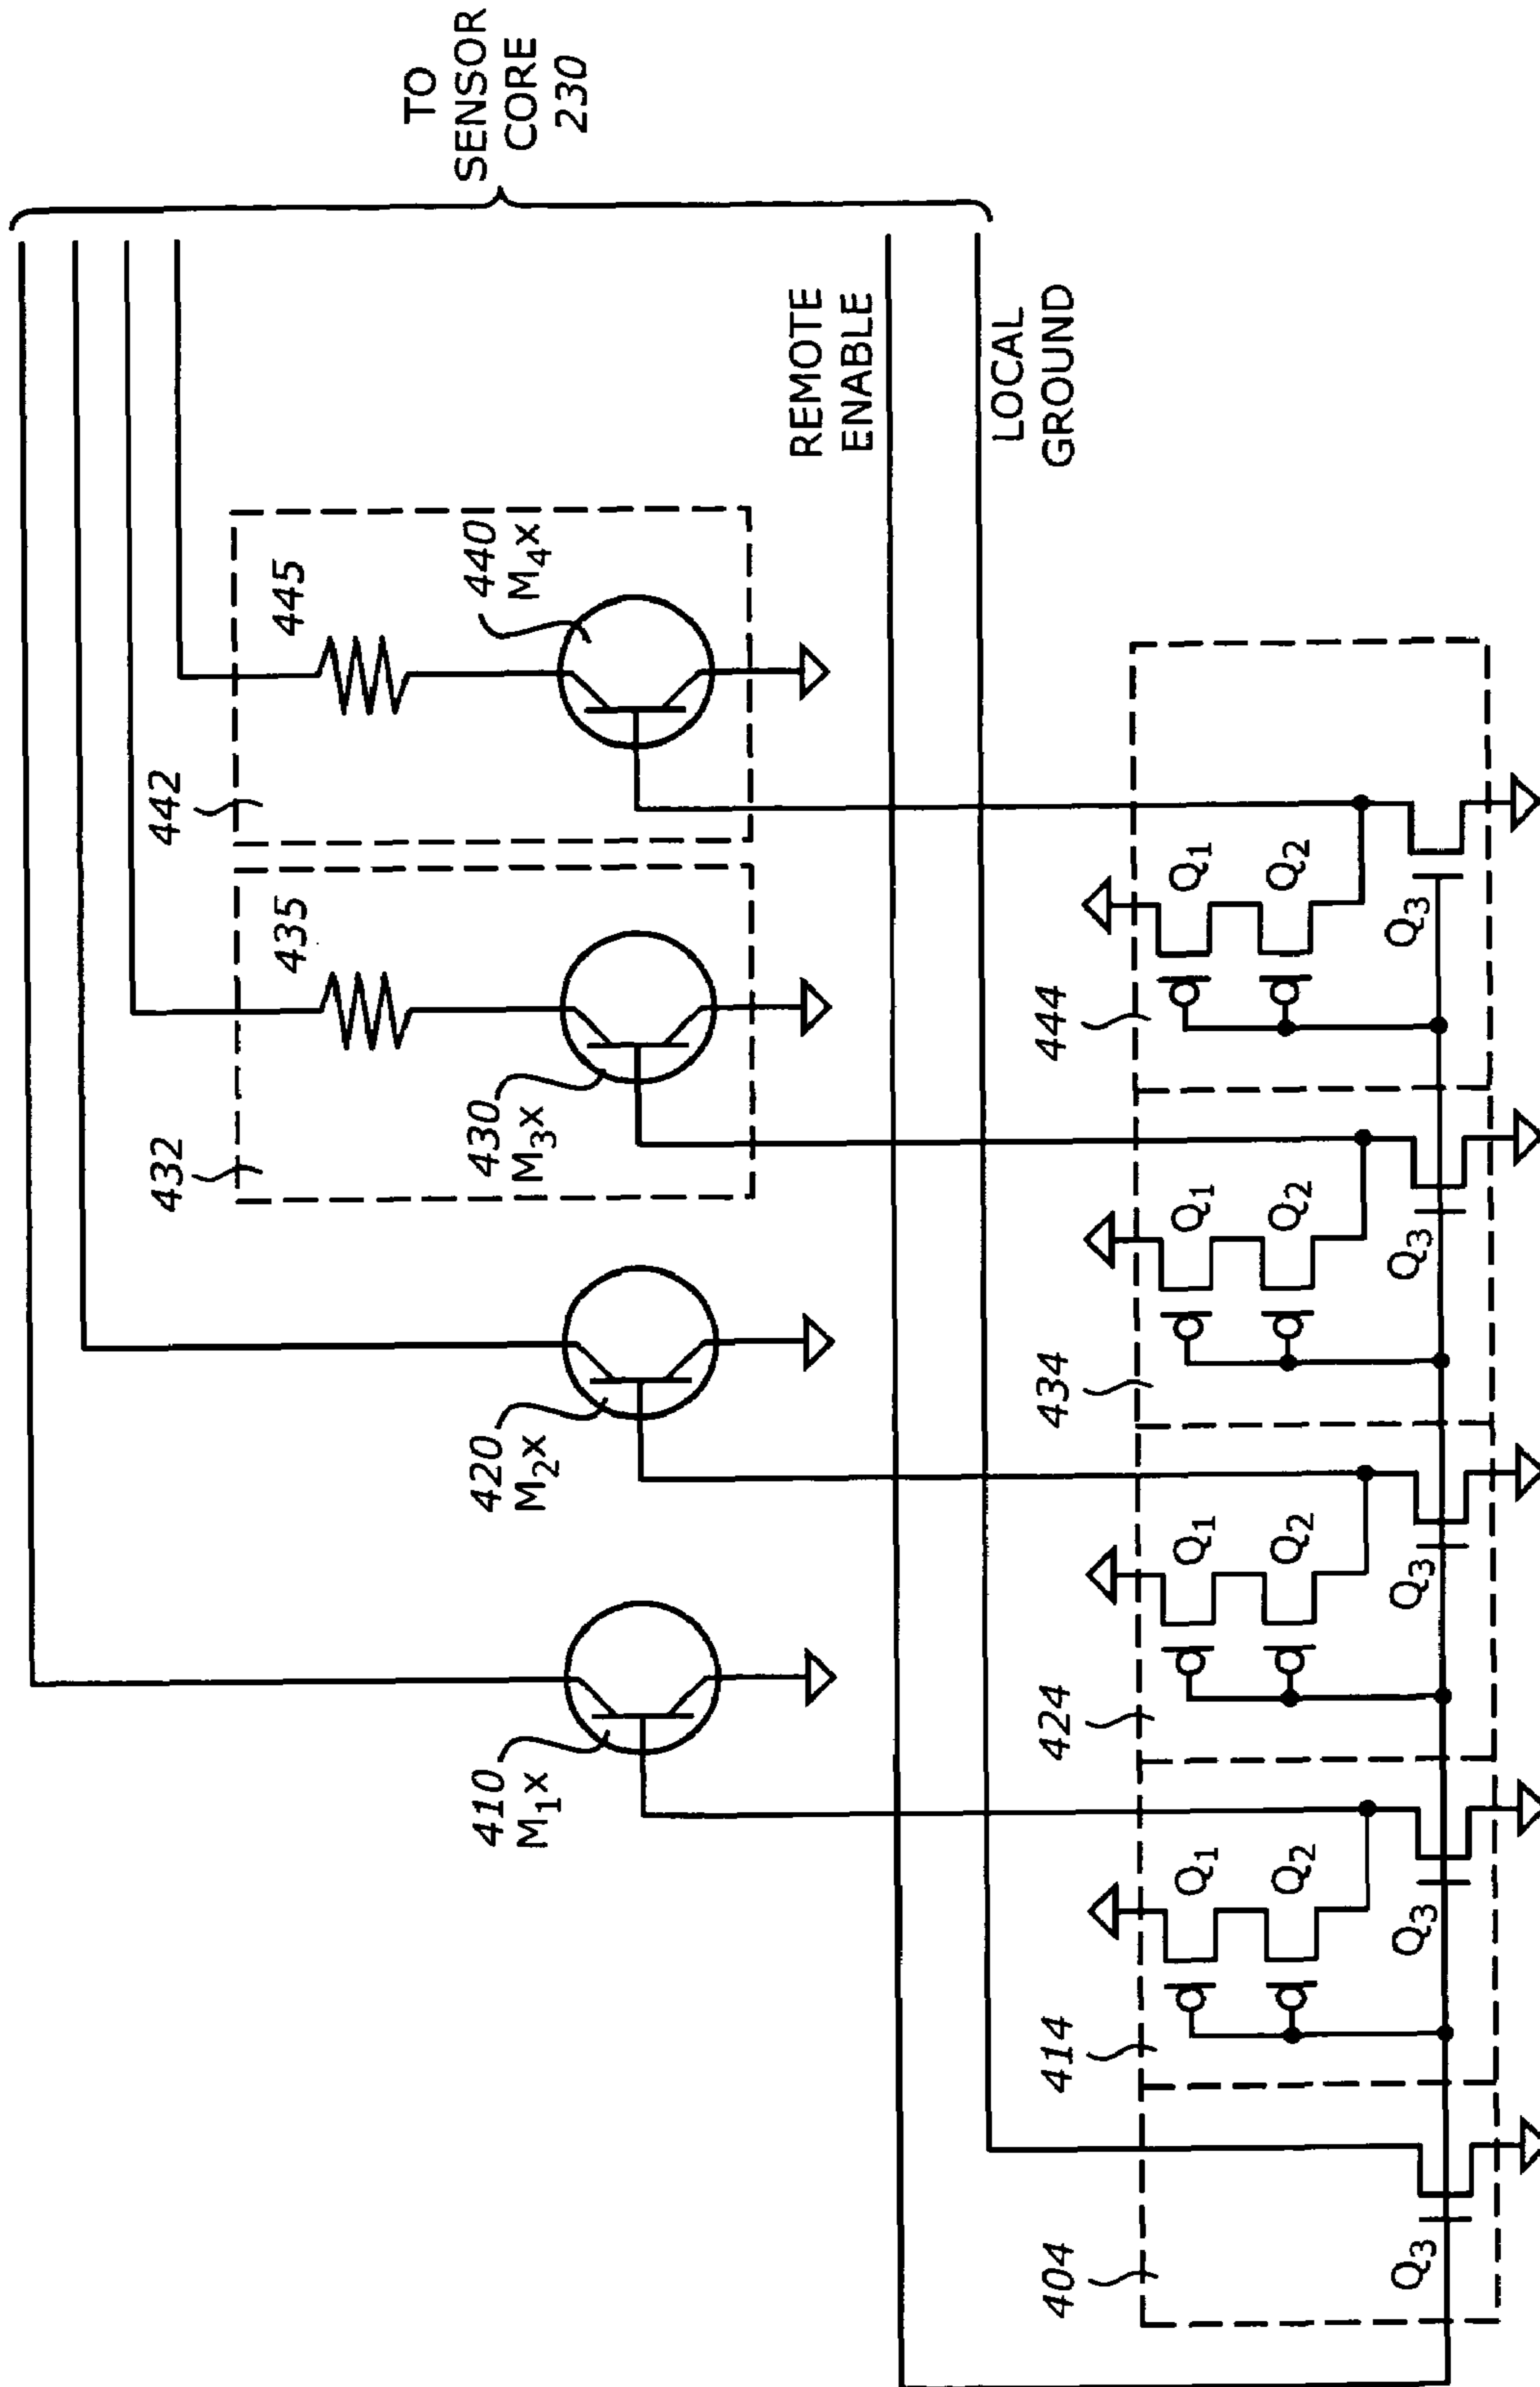 TO
SENSOR
CORE
230
445
440
M₄x
442
435
430
M₃x
432
420
M₂x
410
M₁x
REMOTE
ENABLE
LOCAL
GROUND
444
Q₁
Q₂
Q₃
434
Q₁
Q₂
Q₃
424
Q₁
Q₂
Q₃
414
Q₁
Q₂
Q₃
404
Q₃